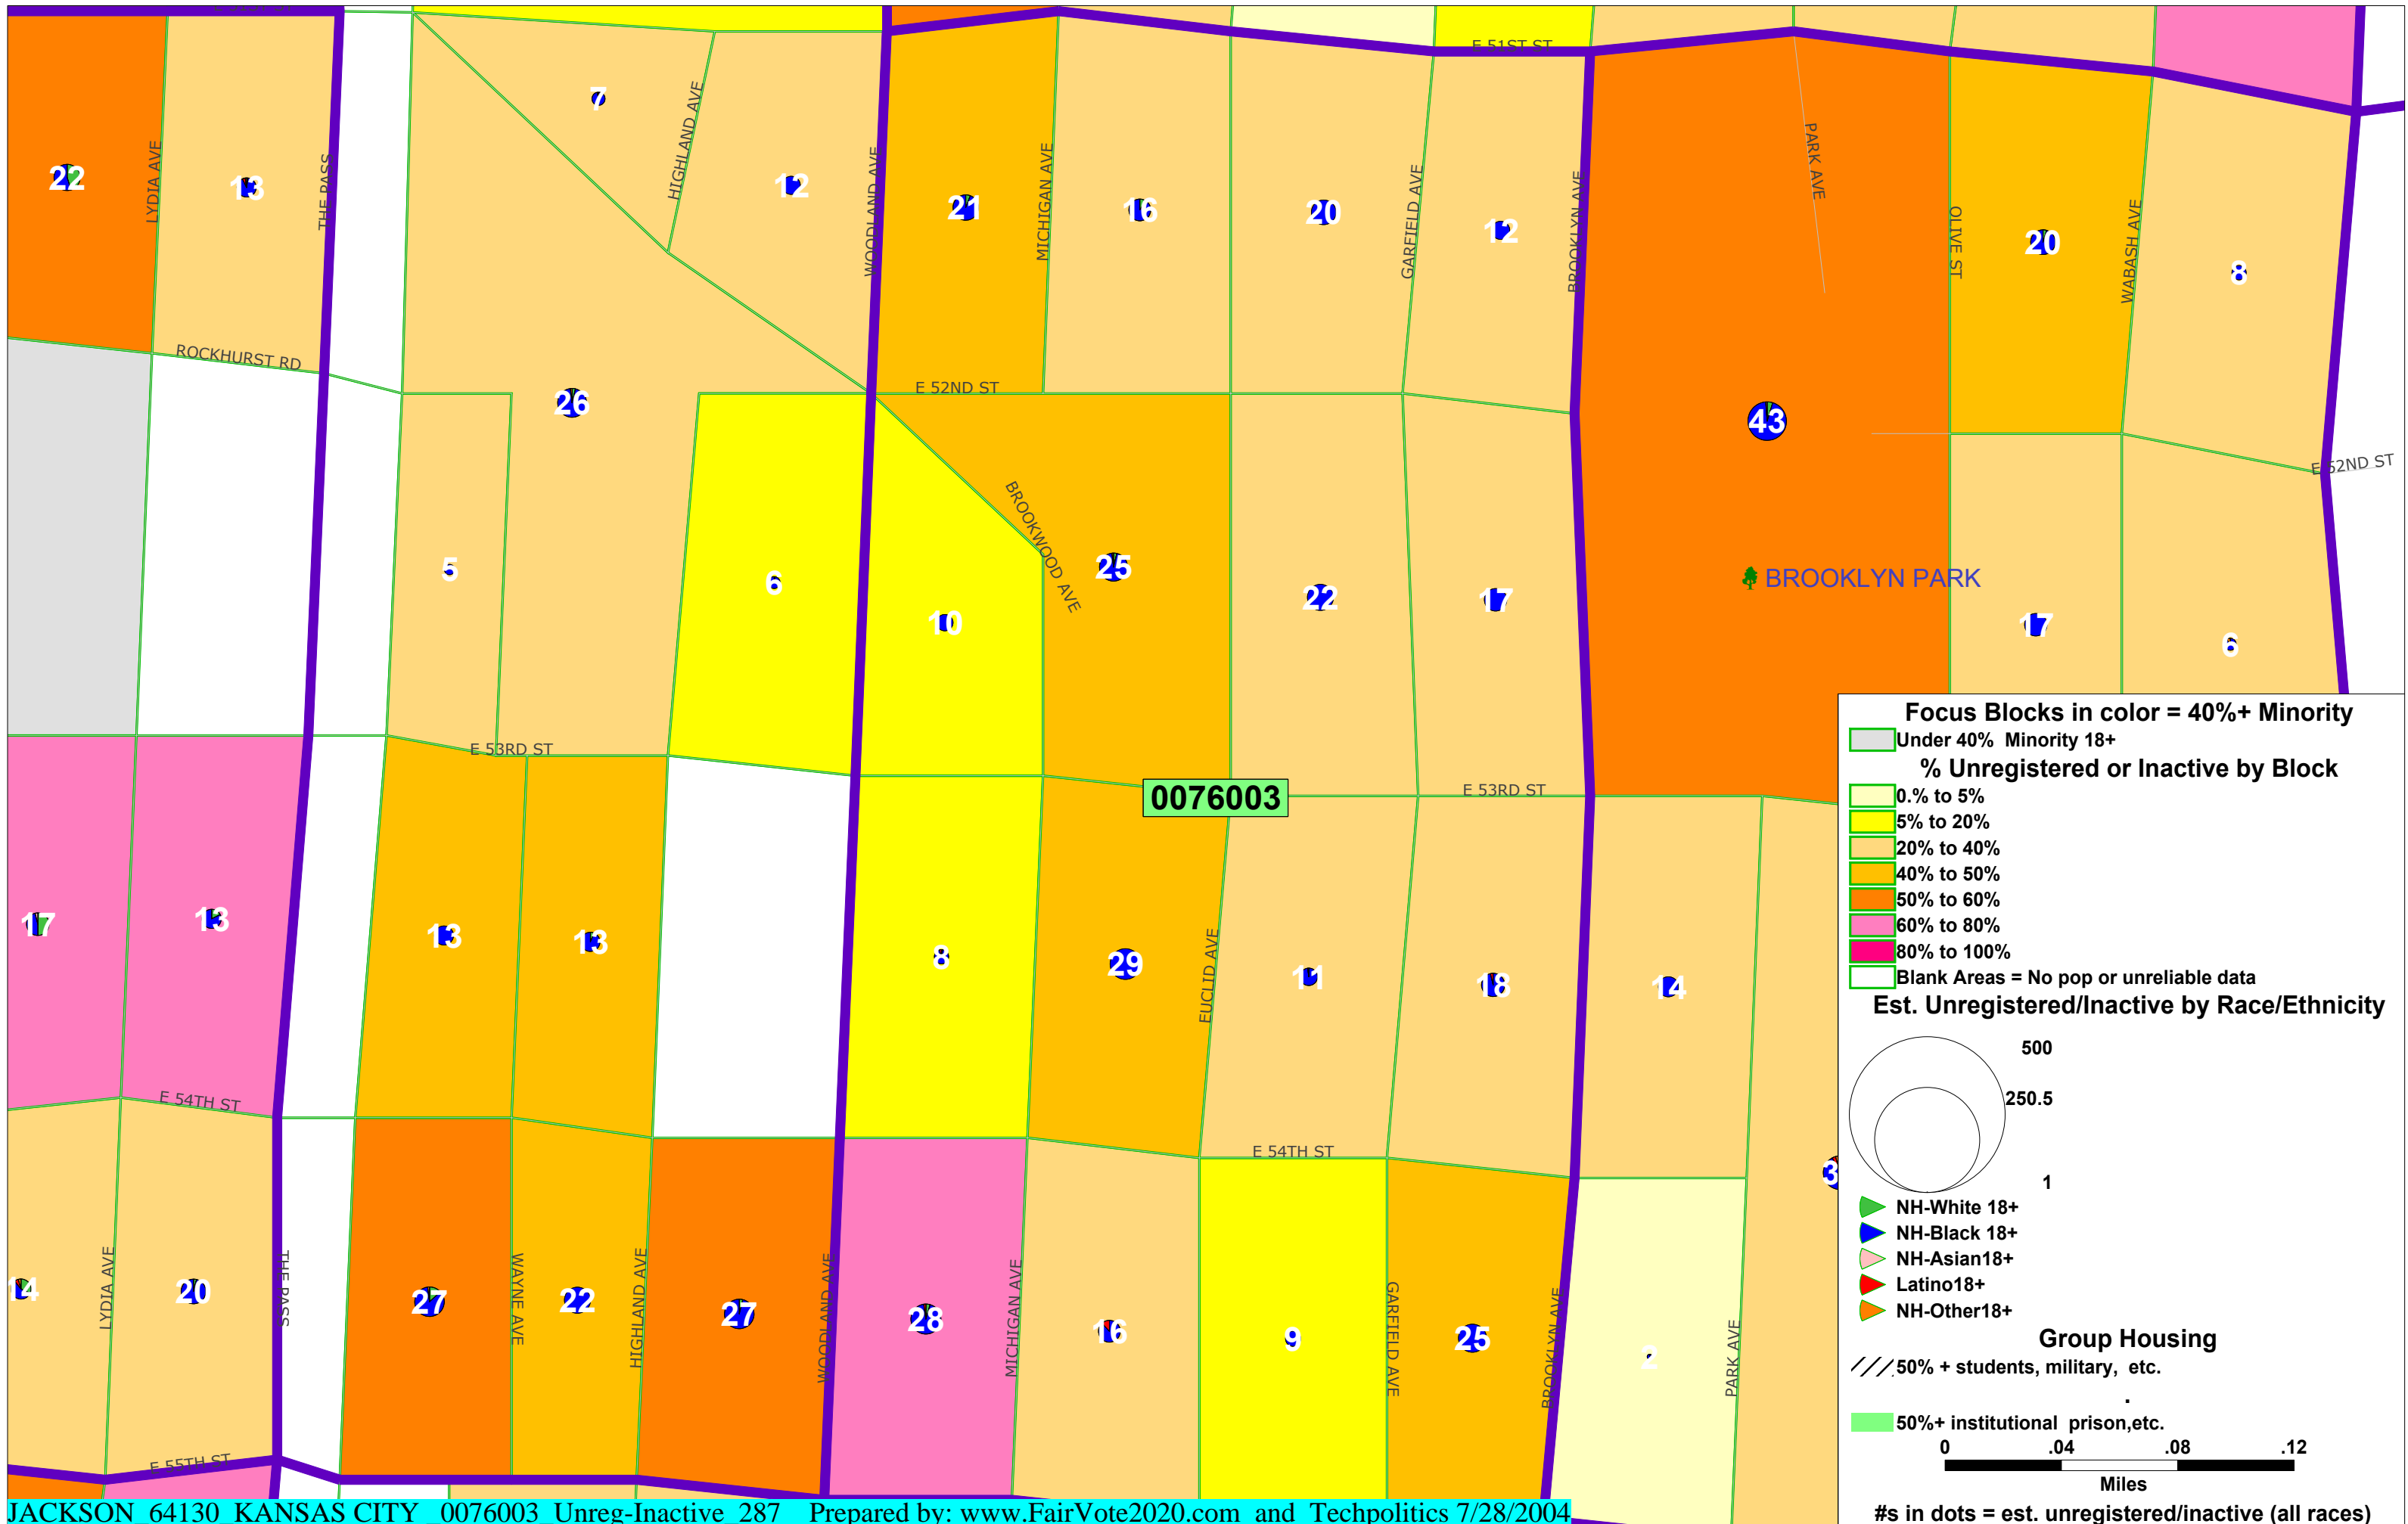 E 51ST ST
E 51ST ST
7
HIGHLAND AVE
LYDIA AVE
THE PASS
WOODLAND AVE
MICHIGAN AVE
GARFIELD AVE
BROOKLYN AVE
PARK AVE
OLIVE ST
WABASH AVE
22
13
12
21
16
20
12
20
8
ROCKHURST RD
E 52ND ST
26
43
E 52ND ST
BROOKWOOD AVE
5
6
10
25
22
17
BROOKLYN PARK
17
6
E 53RD ST
0076003
E 53RD ST
17
13
13
13
8
29
EUCLID AVE
11
18
14
E 54TH ST
E 54TH ST
3
LYDIA AVE
THE PASS
WAYNE AVE
HIGHLAND AVE
WOODLAND AVE
MICHIGAN AVE
GARFIELD AVE
BROOKLYN AVE
PARK AVE
14
20
27
22
27
28
16
9
25
2
E 55TH ST
Focus Blocks in color = 40%+ Minority
Under 40% Minority 18+
% Unregistered or Inactive by Block
0.% to 5%
5% to 20%
20% to 40%
40% to 50%
50% to 60%
60% to 80%
80% to 100%
Blank Areas = No pop or unreliable data
Est. Unregistered/Inactive by Race/Ethnicity
500
250.5
1
NH-White 18+
NH-Black 18+
NH-Asian18+
Latino18+
NH-Other18+
Group Housing
50% + students, military, etc.
.
50%+ institutional prison,etc.
0 .04 .08 .12
Miles
#s in dots = est. unregistered/inactive (all races)
JACKSON 64130 KANSAS CITY 0076003 Unreg-Inactive 287 Prepared by: www.FairVote2020.com and Techpolitics 7/28/2004